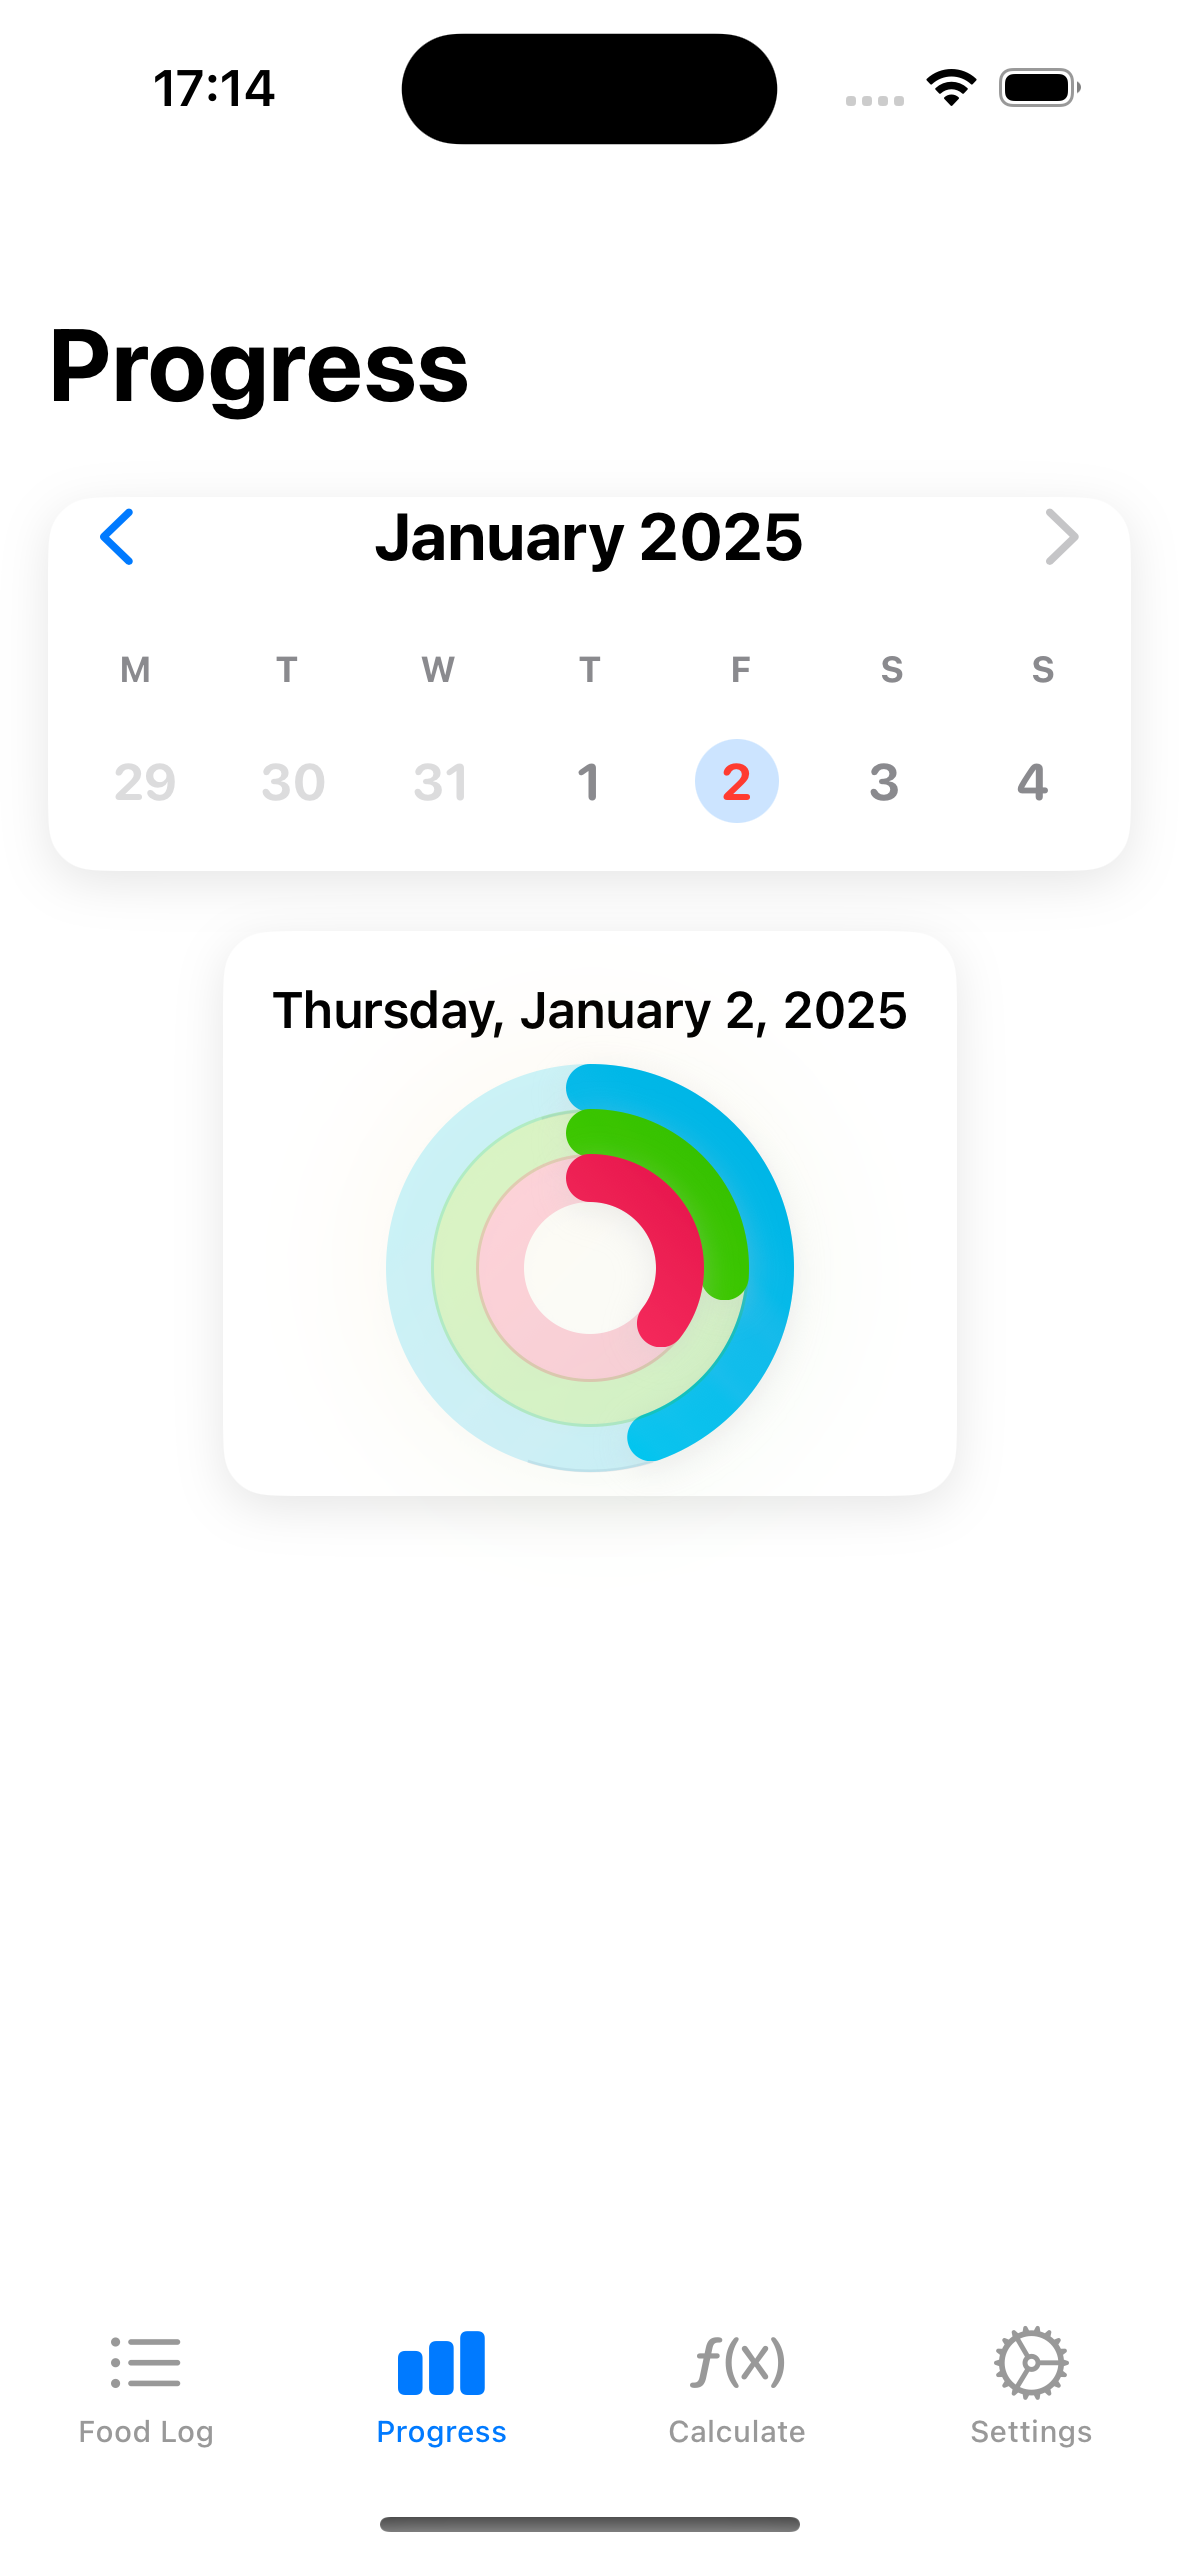 17:14
Progress
January 2025
M T W T F S S
29 30 31 1 2 3 4
Thursday, January 2, 2025
Food Log Progress f(x) Calculate Settings